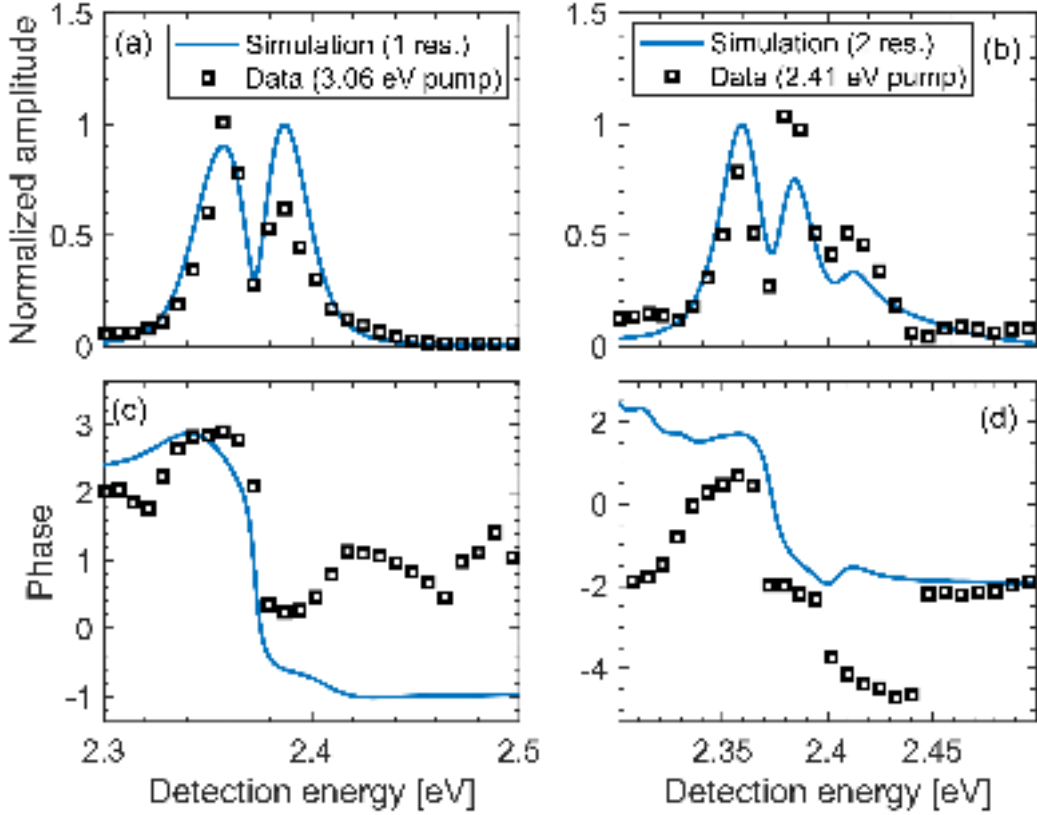 (a)
Simulation (1 res.)
Data (3.06 eV pump)
Normalized amplitude
1.5
1
0.5
0
(b)
Simulation (2 res.)
Data (2.41 eV pump)
1.5
1
0.5
0
(c)
Phase
3
2
1
0
-1
2.3
2.4
2.5
Detection energy [eV]
(d)
2
0
-2
-4
2.35
2.4
2.45
Detection energy [eV]